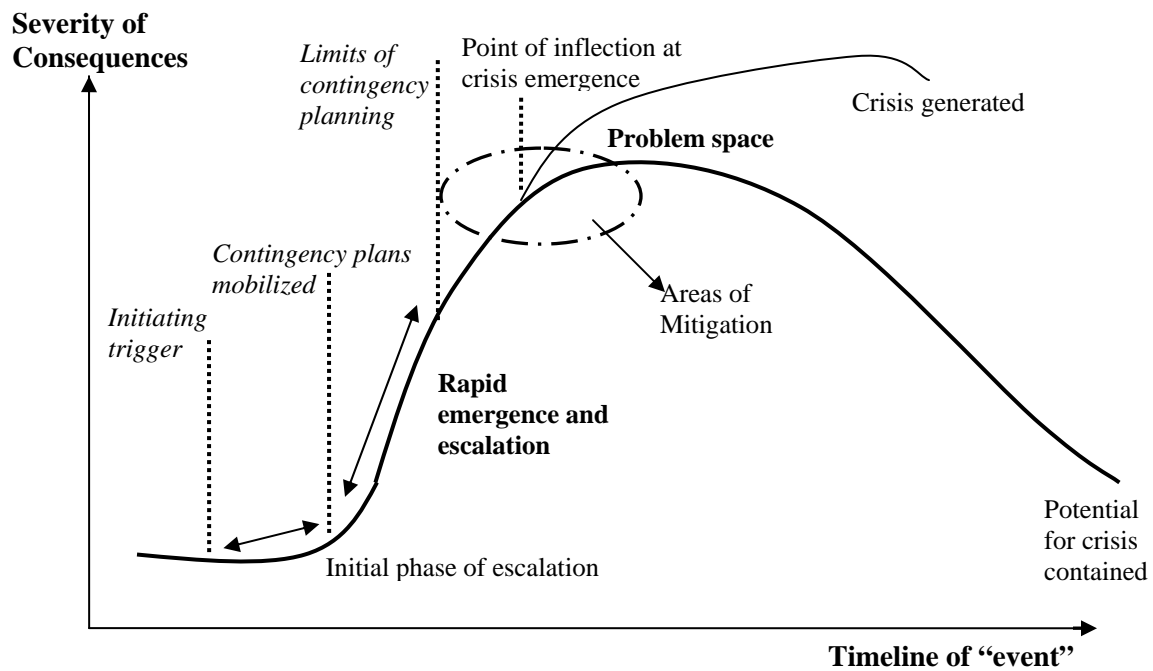 Severity of
Consequences
Limits of
contingency
planning
Point of inflection at
crisis emergence
Crisis generated
Problem space
Contingency plans
mobilized
Areas of
Mitigation
Initiating
trigger
Rapid
emergence and
escalation
Initial phase of escalation
Potential
for crisis
contained
Timeline of “event”